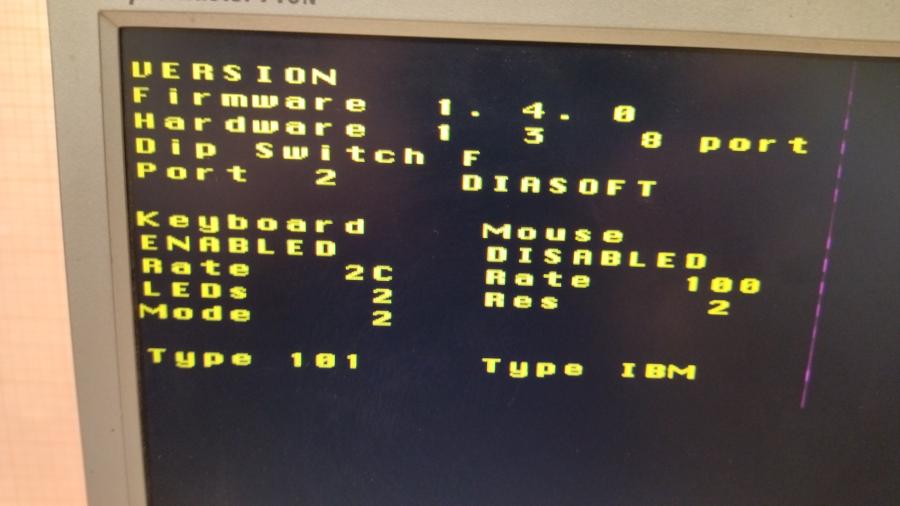 VERSION
Firmware 1. 4. 0
Hardware 1 3 8 port
Dip Switch F
Port 2 DIASOFT
Keyboard Mouse
ENABLED DISABLED
Rate 2C Rate 100
LEDs 2 Res 2
Mode 2
Type 101 Type IBM